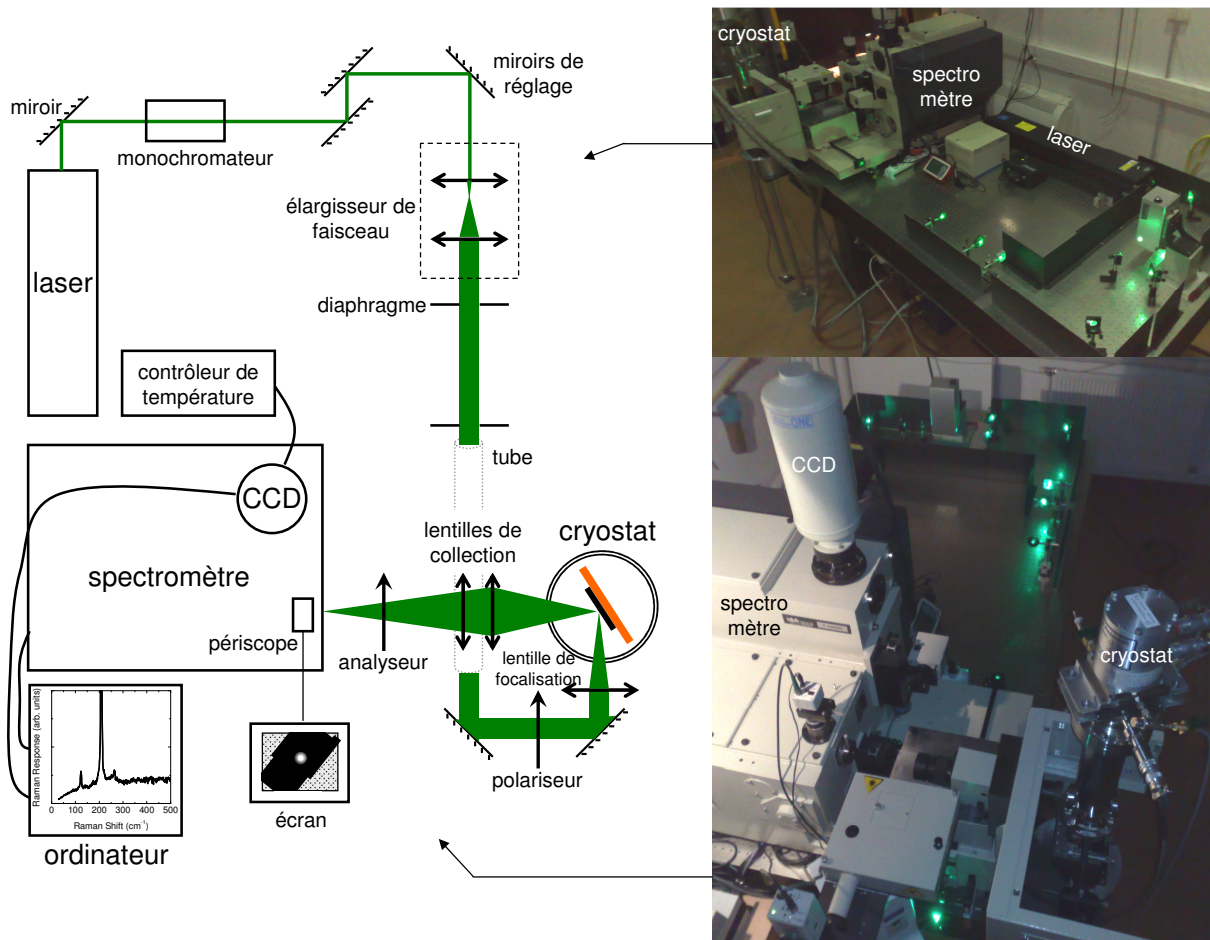 miroir
monochromateur
miroirs de
réglage
élargisseur de
faisceau
diaphragme
laser
contrôleur de
température
CCD
tube
spectromètre
périscope
lentilles de
collection
cryostat
analyseur
lentille de
focalisation
polariseur
écran
Raman Response (arb. units)
0 100 200 300 400 500
Raman Shift (cm-1)
ordinateur
cryostat
spectro
mètre
laser
CCD
spectro
mètre
cryostat